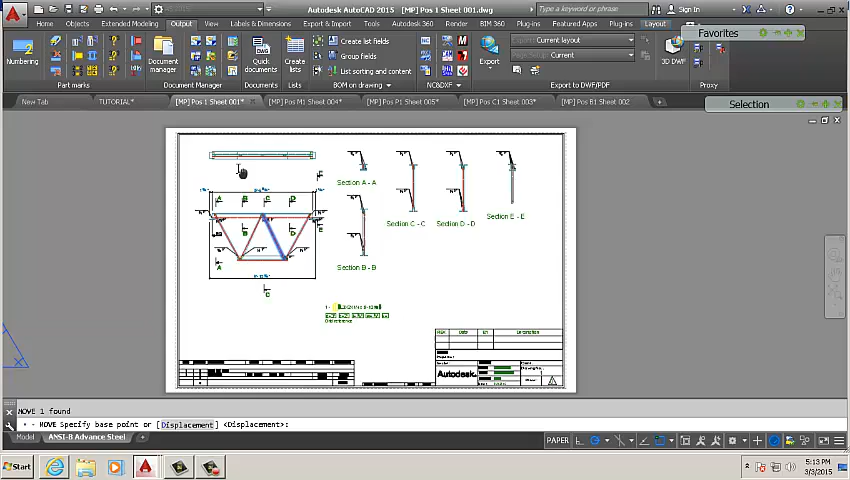 Autodesk AutoCAD 2015 [MP] Pos 1 Sheet 001.dwg
Type a keyword or phrase
Sign In
Home
Objects
Extended Modeling
Output
View
Labels & Dimensions
Export & Import
Tools
Autodesk 360
Render
BIM 360
Plug-ins
Featured Apps
Plug-ins
Layout
Favorites
Numbering
Document manager
Quick documents
Create lists
Create list fields
Group fields
List sorting and content
Export
Export: Current layout
Page Setup: Current
3D DWF
Part marks
Document Manager
Documents
BOM on drawing
NC&DXF
Export to DWF/PDF
Proxy
New Tab
TUTORIAL*
[MP] Pos 1 Sheet 001*
[MP] Pos M1 Sheet 004*
[MP] Pos P1 Sheet 005*
[MP] Pos C1 Sheet 003*
[MP] Pos B1 Sheet 002
Selection
Section A - A
Section C - C
Section D - D
Section E - E
Section B - B
A B C D
E
B D E
A
C
Rev.
Date
Autodesk
MOVE 1 found
MOVE Specify base point or [Displacement] <Displacement>:
Model
ANSI-B Advance Steel
PAPER
Start
5:13 PM
3/3/2015